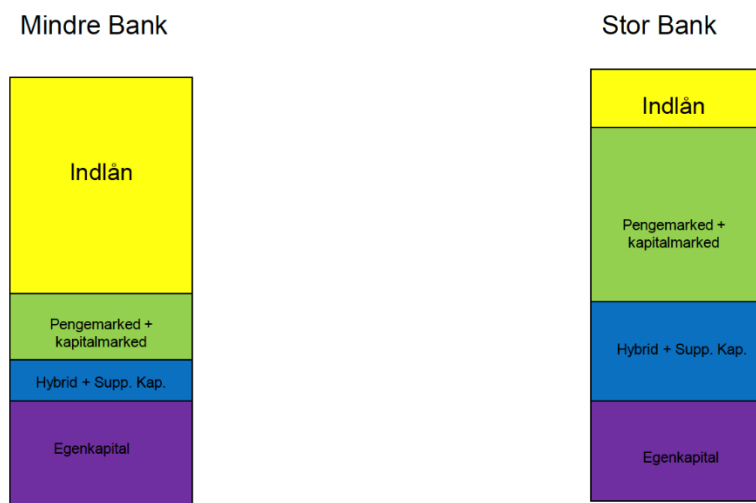 Mindre Bank
Indlån
Pengemarked +
kapitalmarked
Hybrid + Supp. Kap.
Egenkapital
Stor Bank
Indlån
Pengemarked +
kapitalmarked
Hybrid + Supp. Kap.
Egenkapital